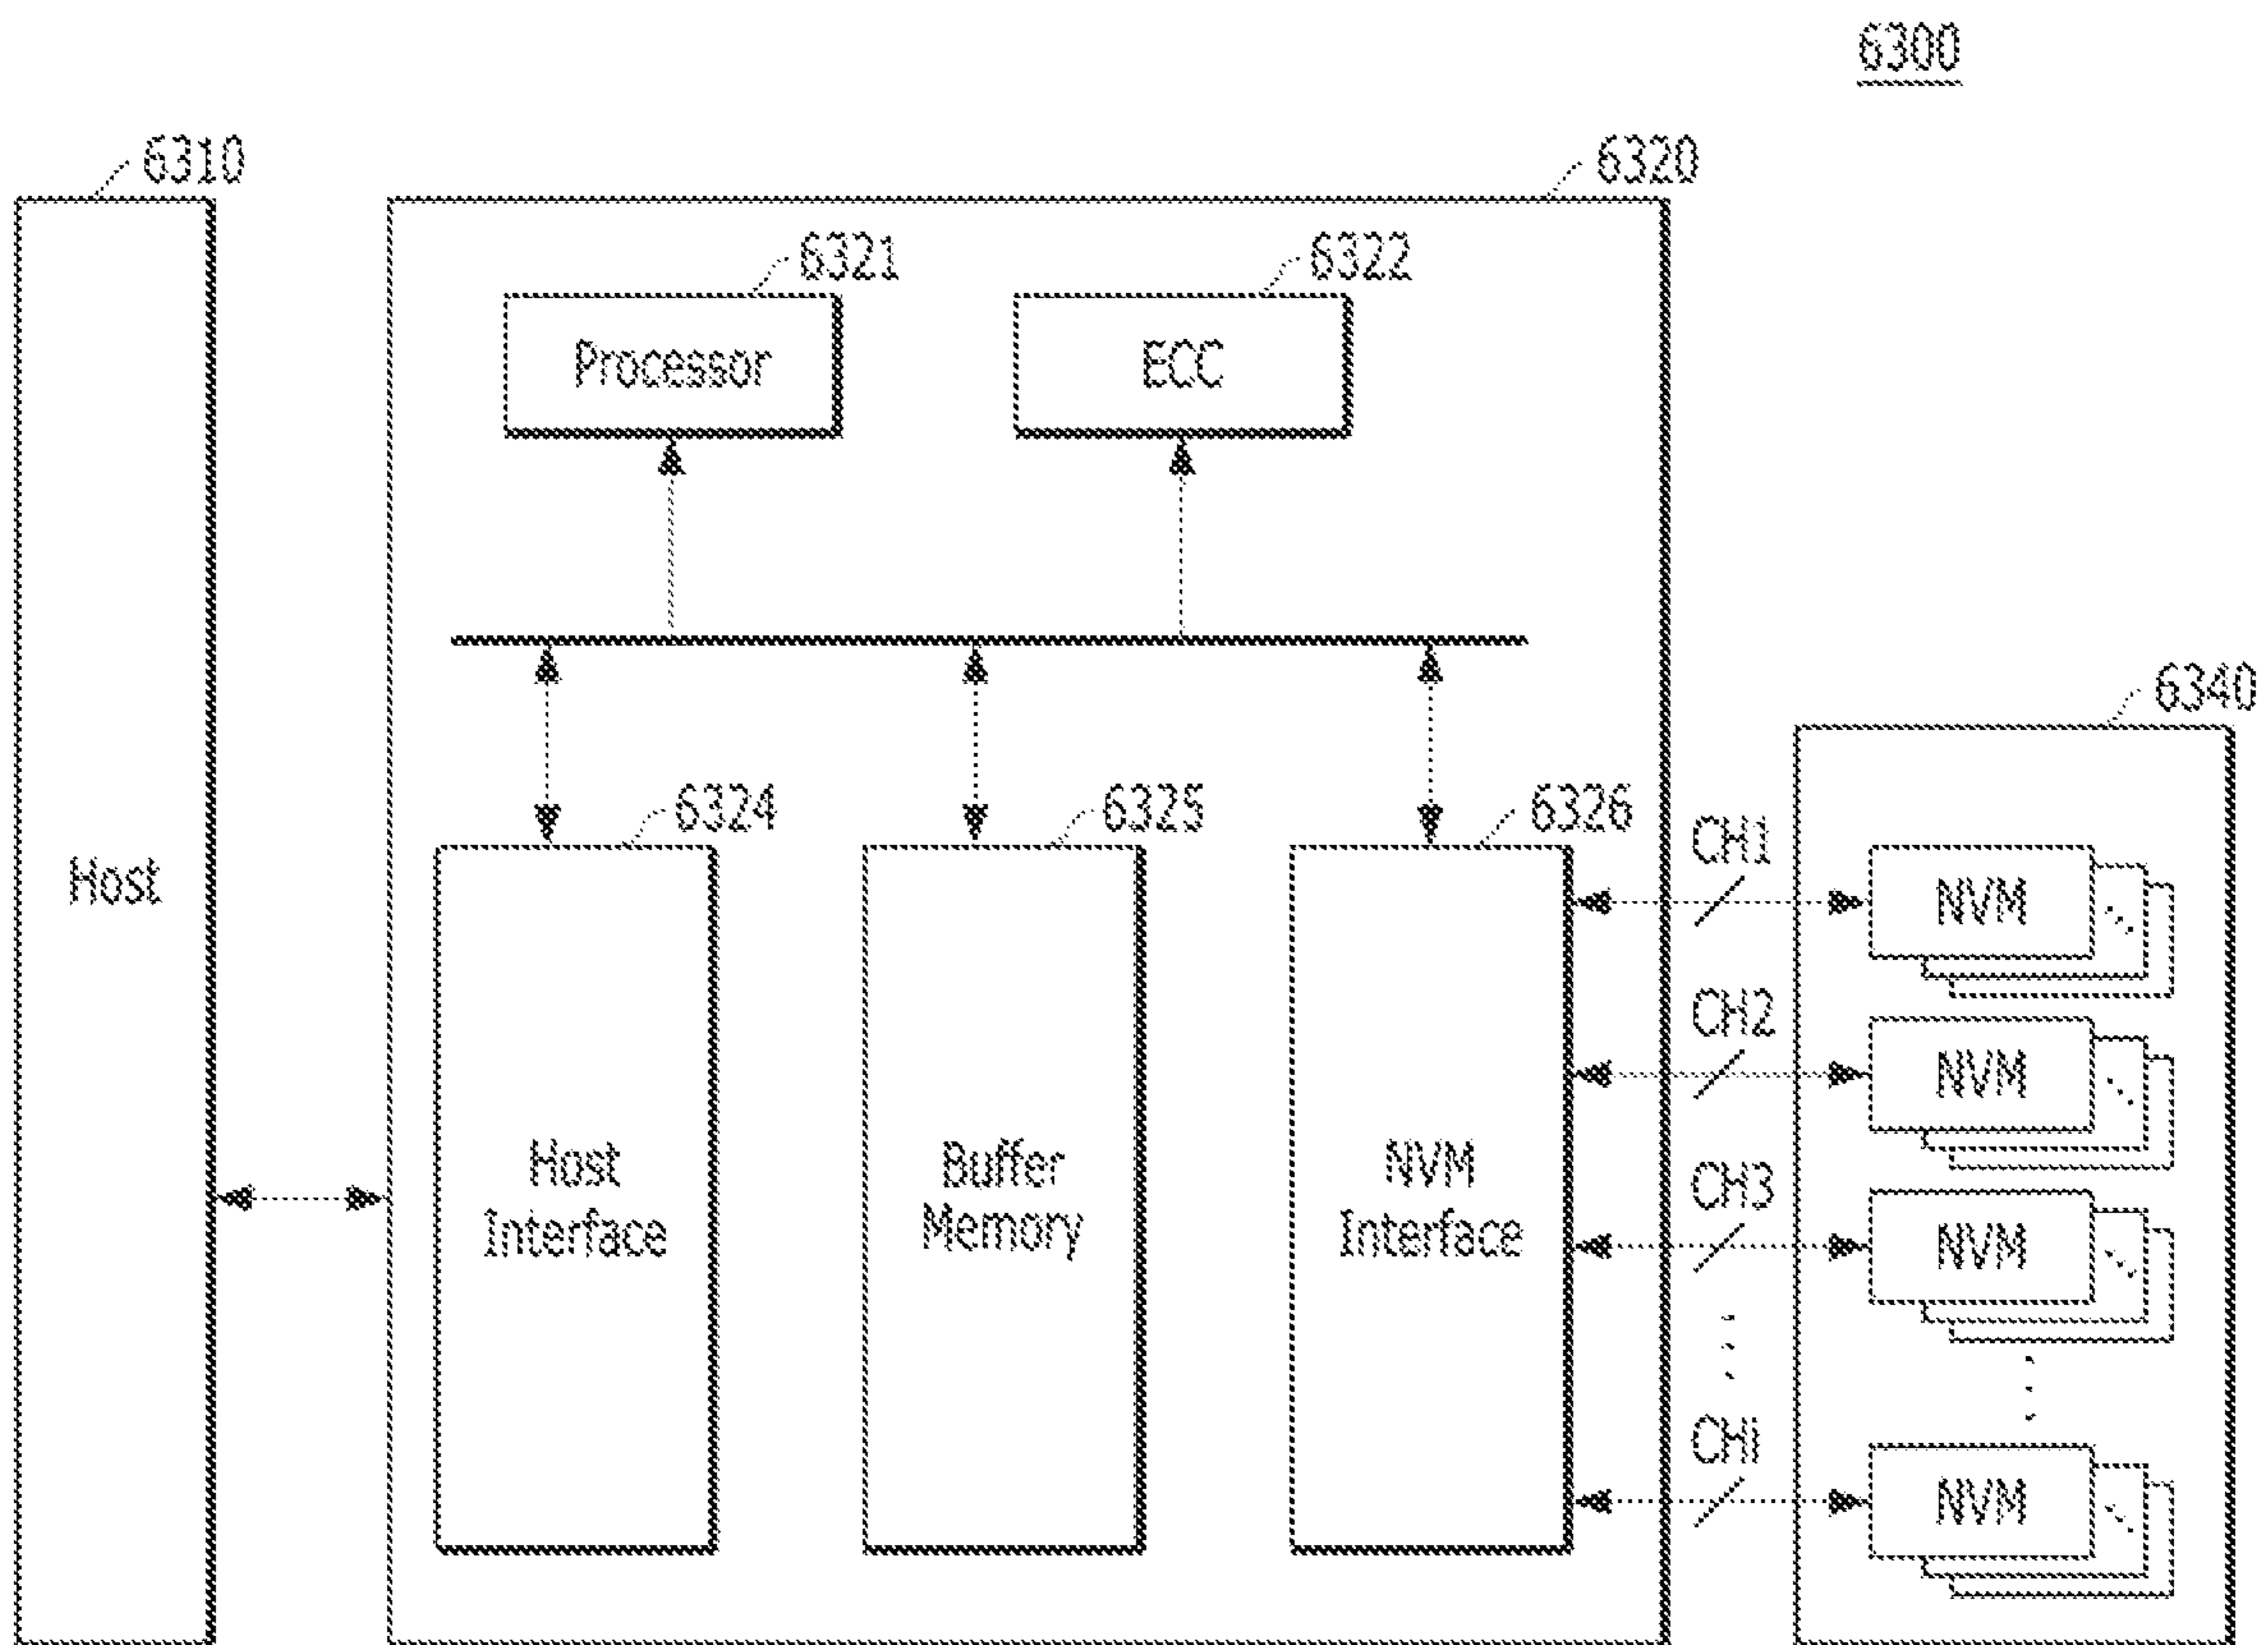 6300
6310
6320
6321
6322
Processor
ECC
6340
6324
6325
6326
CH1
Host
NVM
CH2
NVM
Host
Interface
Buffer
Memory
NVM
Interface
CH3
NVM
CHi
NVM